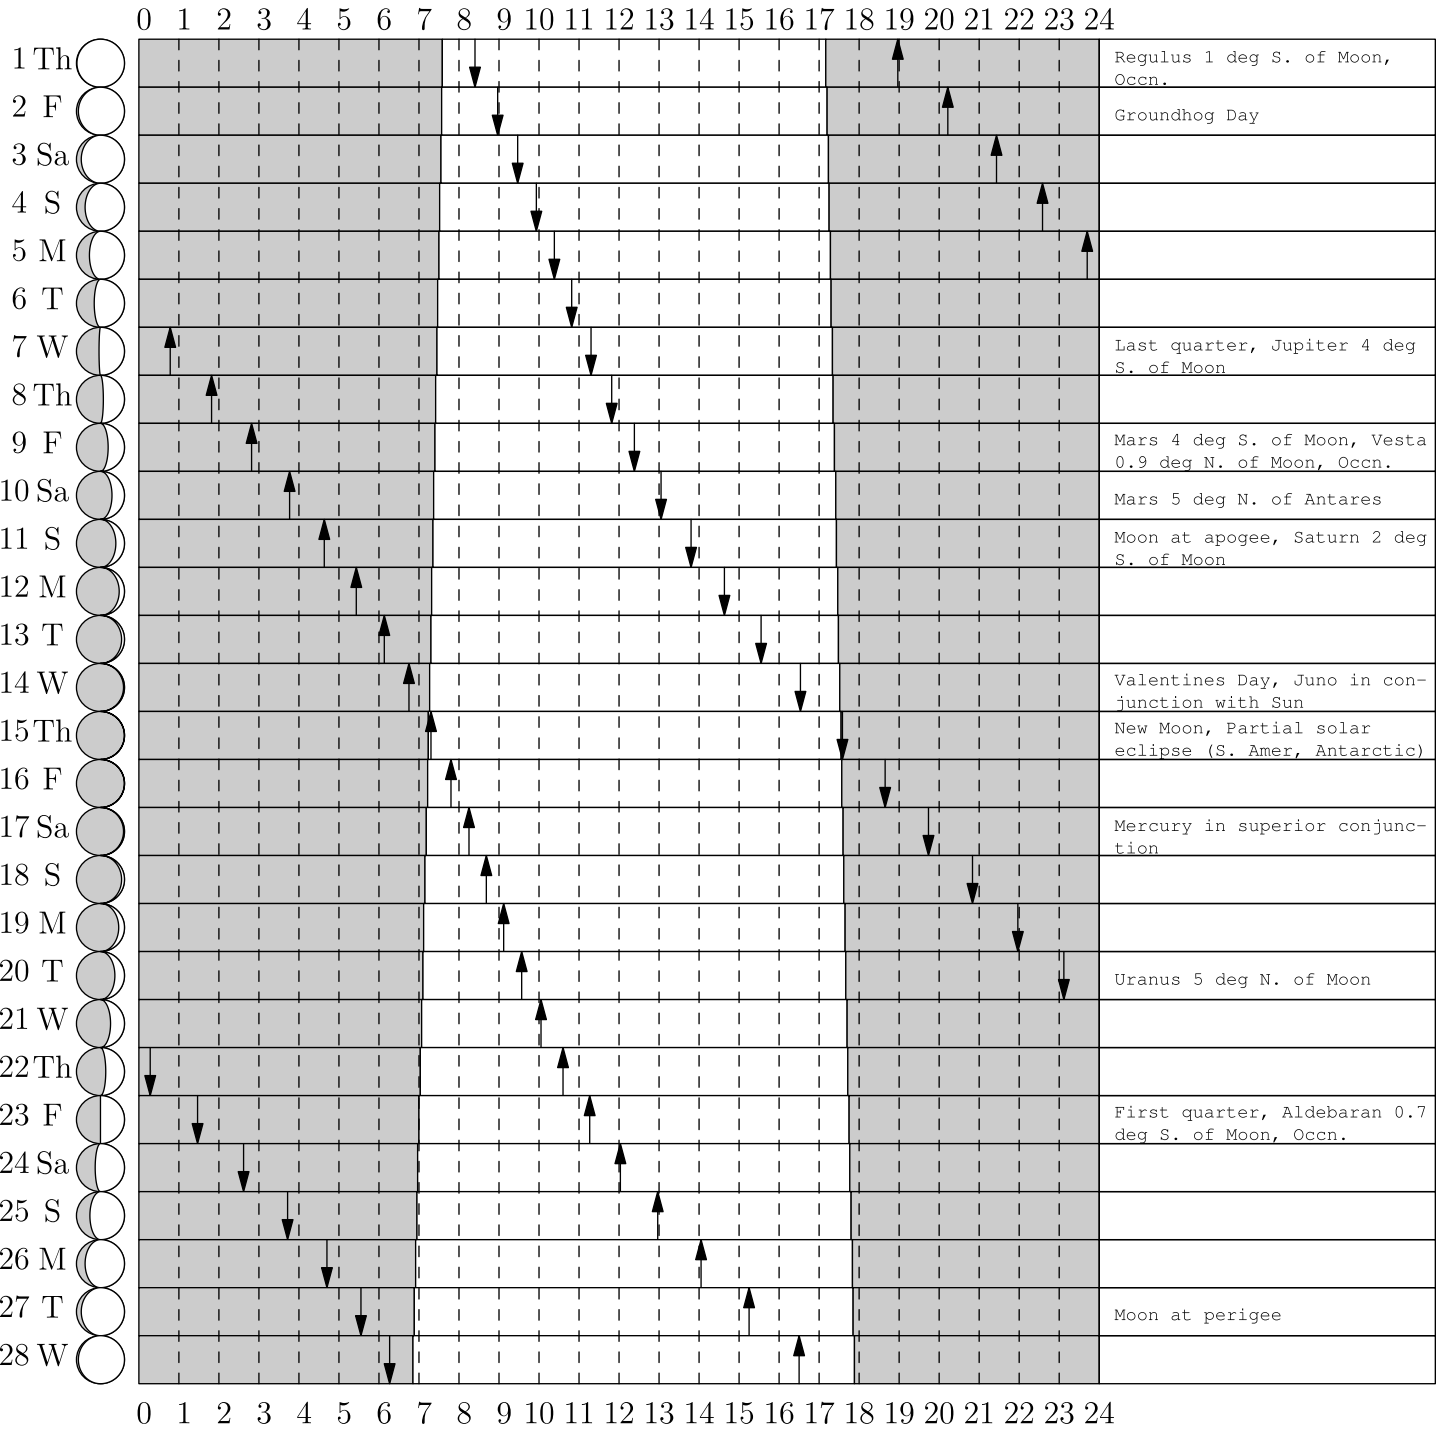 0 1 2 3 4 5 6 7 8 9 10 11 12 13 14 15 16 17 18 19 20 21 22 23 24
1 Th Regulus 1 deg S. of Moon,
Occn.
2 F Groundhog Day
3 Sa
4 S
5 M
6 T
7 W Last quarter, Jupiter 4 deg
S. of Moon
8 Th
9 F Mars 4 deg S. of Moon, Vesta
0.9 deg N. of Moon, Occn.
10 Sa Mars 5 deg N. of Antares
11 S Moon at apogee, Saturn 2 deg
S. of Moon
12 M
13 T
14 W Valentines Day, Juno in con-
junction with Sun
15 Th New Moon, Partial solar
eclipse (S. Amer, Antarctic)
16 F
17 Sa Mercury in superior conjunc-
tion
18 S
19 M
20 T Uranus 5 deg N. of Moon
21 W
22 Th
23 F First quarter, Aldebaran 0.7
deg S. of Moon, Occn.
24 Sa
25 S
26 M
27 T Moon at perigee
28 W
0 1 2 3 4 5 6 7 8 9 10 11 12 13 14 15 16 17 18 19 20 21 22 23 24